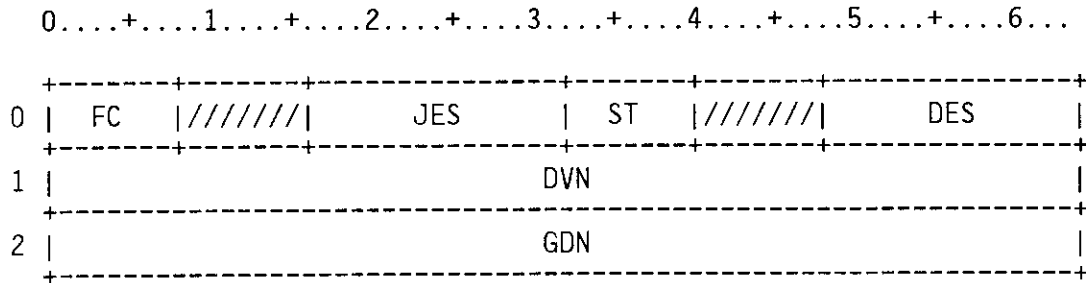 0....+....1....+....2....+....3....+....4....+....5....+....6...
+-------+-------+---------------+-------+-------+---------------+
0 | FC |///////| JES | ST |///////| DES |
+-------+-------+---------------+-------+-------+---------------+
1 | DVN |
+---------------------------------------------------------------+
2 | GDN |
+---------------------------------------------------------------+